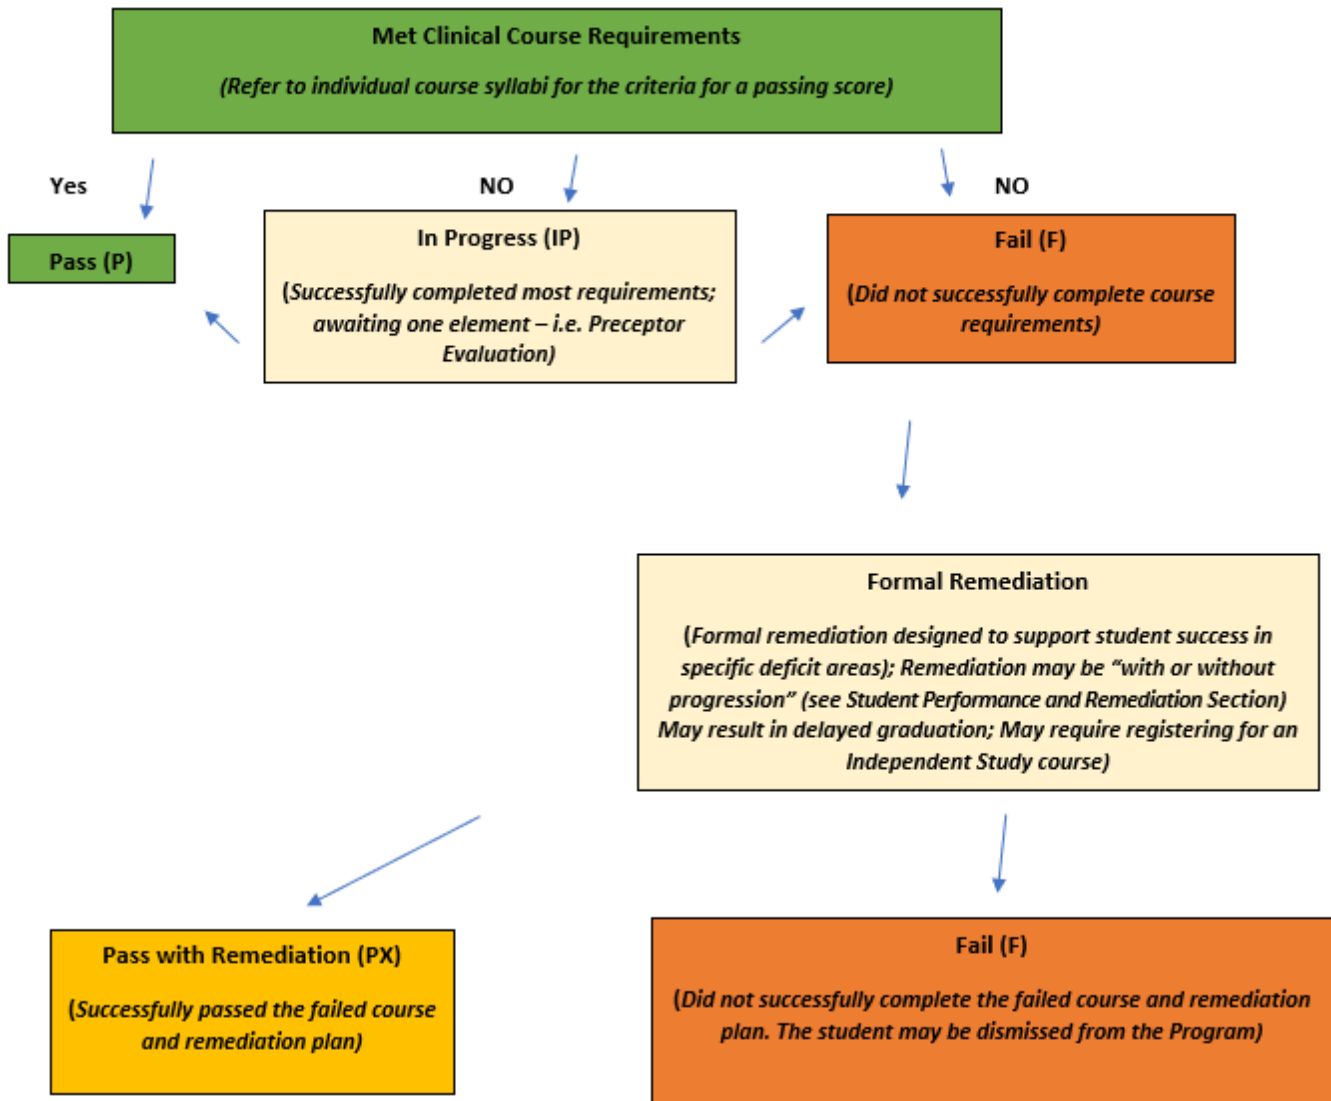 Met Clinical Course Requirements
(Refer to individual course syllabi for the criteria for a passing score)
Yes
NO
NO
Pass (P)
In Progress (IP)
(Successfully completed most requirements;
awaiting one element – i.e. Preceptor
Evaluation)
Fail (F)
(Did not successfully complete course
requirements)
Formal Remediation
(Formal remediation designed to support student success in
specific deficit areas); Remediation may be “with or without
progression” (see Student Performance and Remediation Section)
May result in delayed graduation; May require registering for an
Independent Study course)
Pass with Remediation (PX)
(Successfully passed the failed course
and remediation plan)
Fail (F)
(Did not successfully complete the failed course and remediation
plan. The student may be dismissed from the Program)